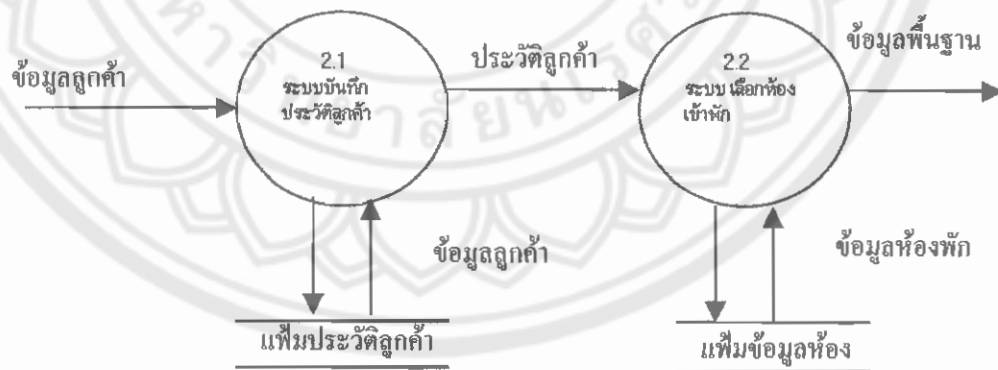 ข้อมูลลูกค้า
2.1
ระบบบันทึก
ประวัติลูกค้า
ประวัติลูกค้า
2.2
ระบบ เลือกห้อง
เข้าพัก
ข้อมูลพื้นฐาน
ข้อมูลลูกค้า
ข้อมูลห้องพัก
แฟ้มประวัติลูกค้า
แฟ้มข้อมูลห้อง